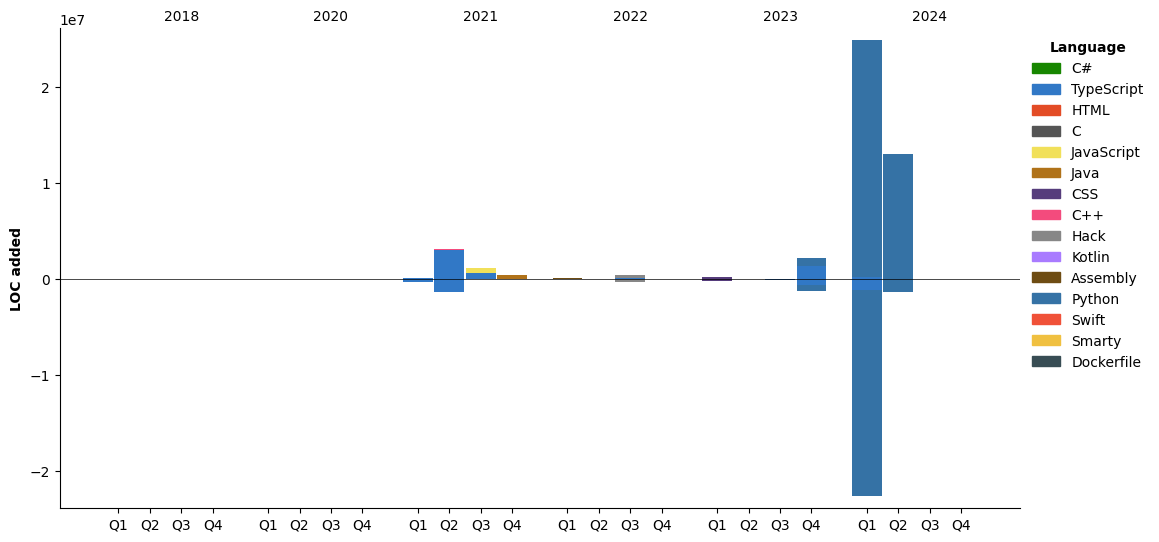 1e7
2018 2020 2021 2022 2023 2024
Language
C#
TypeScript
HTML
C
JavaScript
Java
CSS
C++
Hack
Kotlin
Assembly
Python
Swift
Smarty
Dockerfile
LOC added
2
1
0
−1
−2
Q1 Q2 Q3 Q4 Q1 Q2 Q3 Q4 Q1 Q2 Q3 Q4 Q1 Q2 Q3 Q4 Q1 Q2 Q3 Q4 Q1 Q2 Q3 Q4